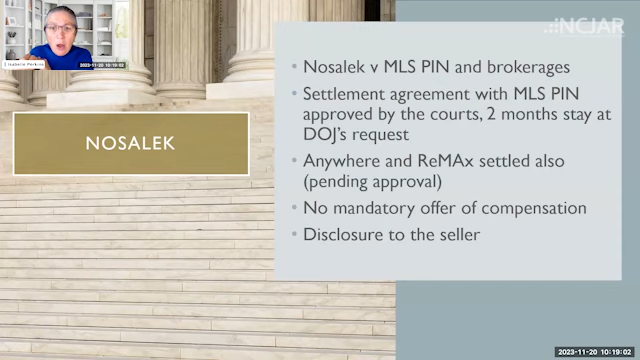 NCJAR
Isabelle Perkins
2023-11-20 10:19:02
NOSALEK
• Nosalek v MLS PIN and brokerages
• Settlement agreement with MLS PIN
approved by the courts, 2 months stay at
DOJ's request
• Anywhere and ReMAx settled also
(pending approval)
• No mandatory offer of compensation
• Disclosure to the seller
2023-11-20 10:19:02